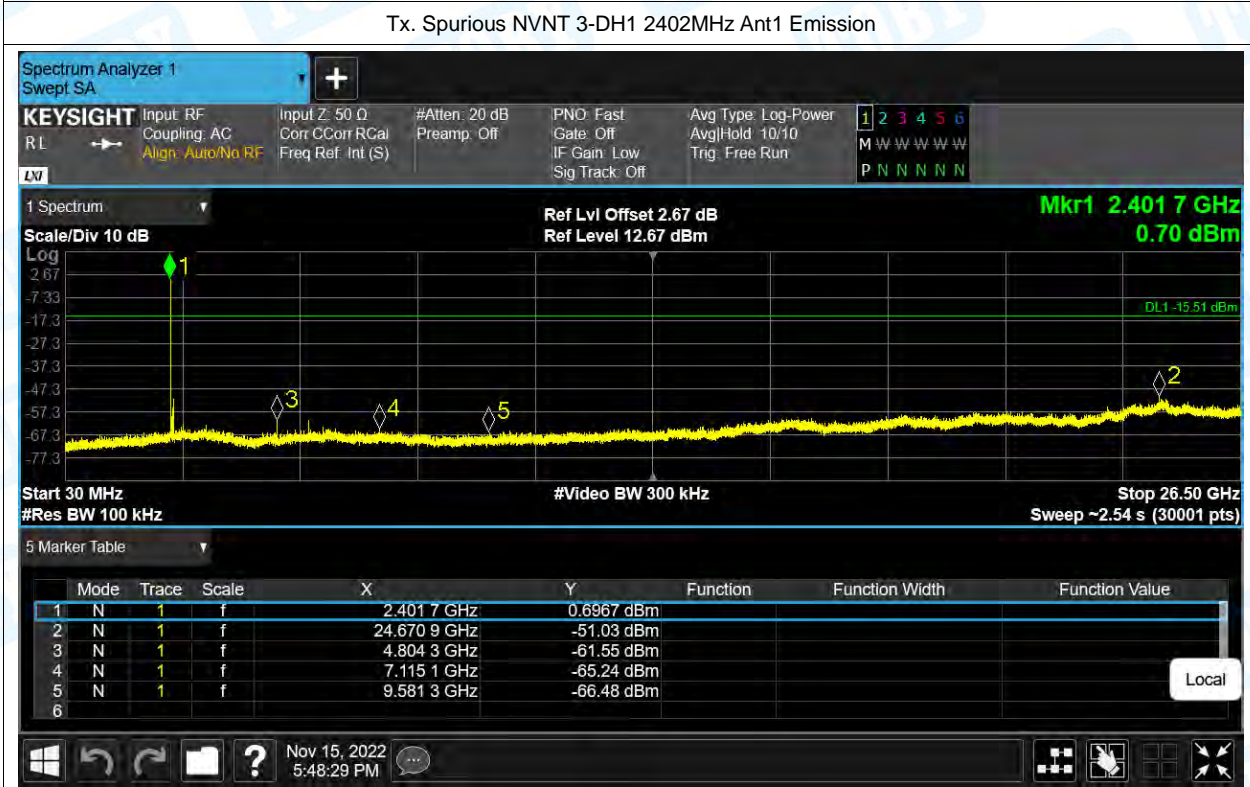 Tx. Spurious NVNT 3-DH1 2402MHz Ant1 Emission
Spectrum Analyzer 1
Swept SA
+
KEYSIGHT
RL
LXI
Input: RF
Coupling: AC
Align: Auto/No RF
Input Z: 50 Ω
Corr CCorr RCal
Freq Ref: Int (S)
#Atten: 20 dB
Preamp: Off
PNO: Fast
Gate: Off
IF Gain: Low
Sig Track: Off
Avg Type: Log-Power
Avg|Hold: 10/10
Trig: Free Run
1 2 3 4 5 6
M W W W W W
P N N N N N
1 Spectrum
Scale/Div 10 dB
Ref Lvl Offset 2.67 dB
Ref Level 12.67 dBm
Mkr1 2.401 7 GHz
0.70 dBm
Log
2.67
-7.33
-17.3
-27.3
-37.3
-47.3
-57.3
-67.3
-77.3
1
3
4
5
2
DL1 -15.51 dBm
Start 30 MHz
#Res BW 100 kHz
#Video BW 300 kHz
Stop 26.50 GHz
Sweep ~2.54 s (30001 pts)
5 Marker Table
Mode Trace Scale X Y Function Function Width Function Value
1 N 1 f 2.401 7 GHz 0.6967 dBm
2 N 1 f 24.670 9 GHz -51.03 dBm
3 N 1 f 4.804 3 GHz -61.55 dBm
4 N 1 f 7.115 1 GHz -65.24 dBm
5 N 1 f 9.581 3 GHz -66.48 dBm
6
Local
?
Nov 15, 2022
5:48:29 PM